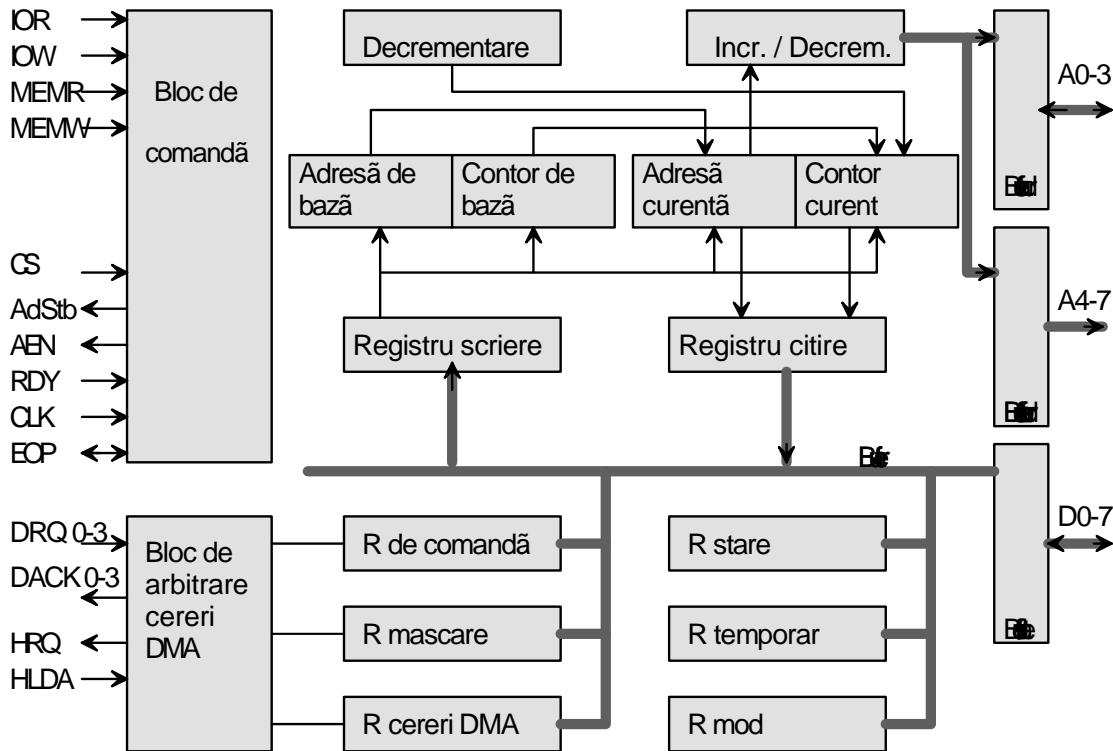 IOR
IOW
MEMR
MEMW
CS
AdStb
AEN
RDY
CLK
EOP
Bloc de
comandã
Decrementare
Incr. / Decrem.
Adresã de
bazã
Contor de
bazã
Adresã
curentã
Contor
curent
Registru scriere
Registru citire
A0-3
A4-7
D0-7
DRQ 0-3
DACK 0-3
HRQ
HLDA
Bloc de
arbitrare
cereri
DMA
R de comandã
R mascare
R cereri DMA
R stare
R temporar
R mod